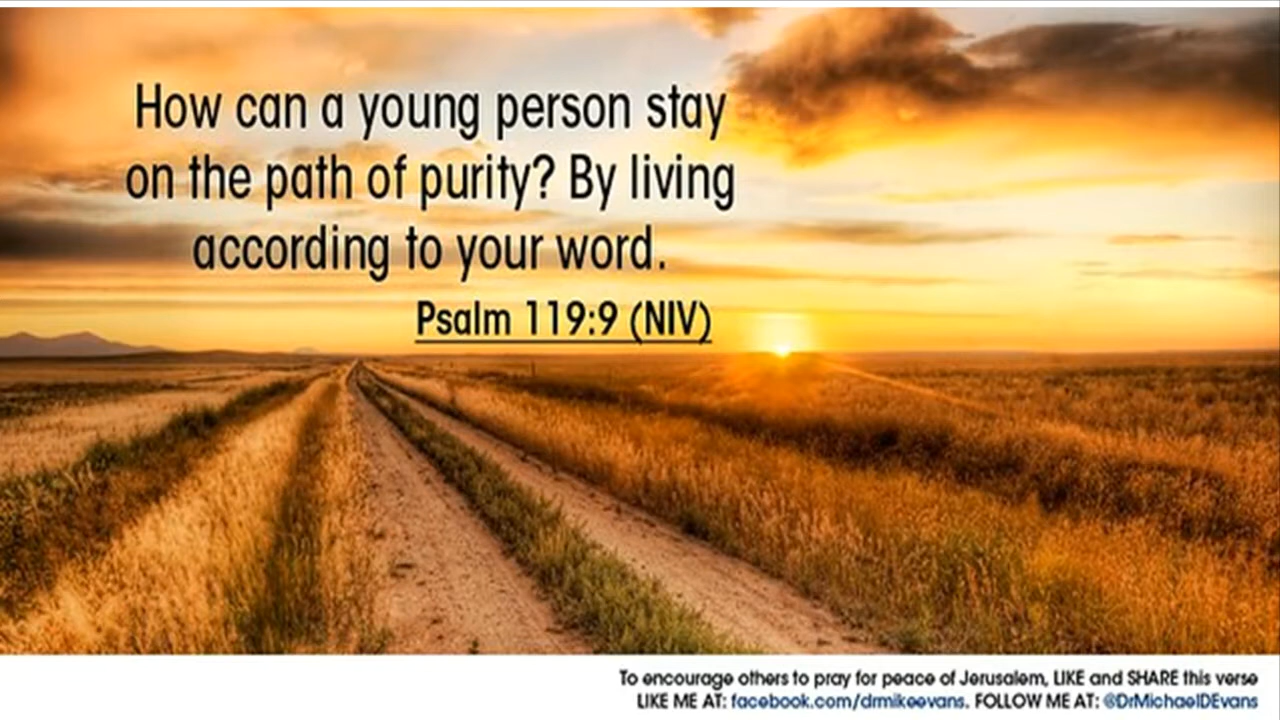 How can a young person stay
on the path of purity? By living
according to your word.
Psalm 119:9 (NIV)
To encourage others to pray for peace of Jerusalem, LIKE and SHARE this verse
LIKE ME AT: facebook.com/drmikeevans. FOLLOW ME AT: @DrMichaelDEvans